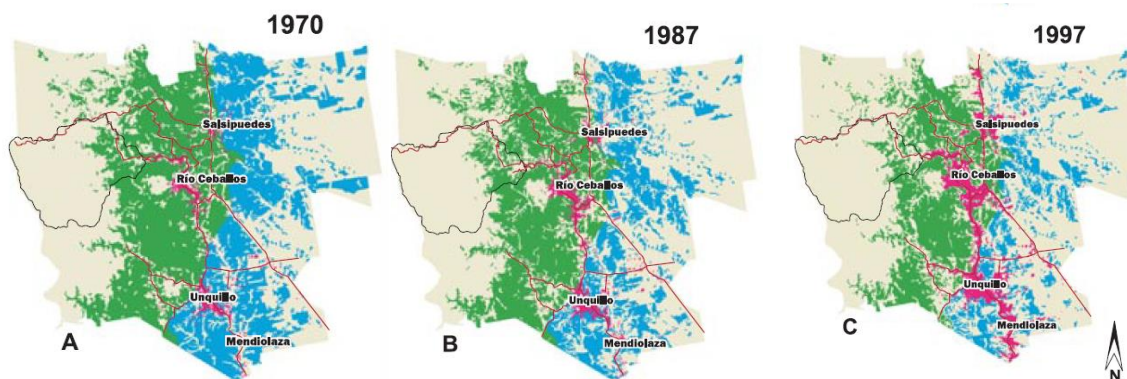 1970
Salsipuedes
Río Ceballos
Unquillo
Mendiolaza
A
1987
Salsipuedes
Río Ceballos
Unquillo
Mendiolaza
B
1997
Salsipuedes
Río Ceballos
Unquillo
Mendiolaza
C
N